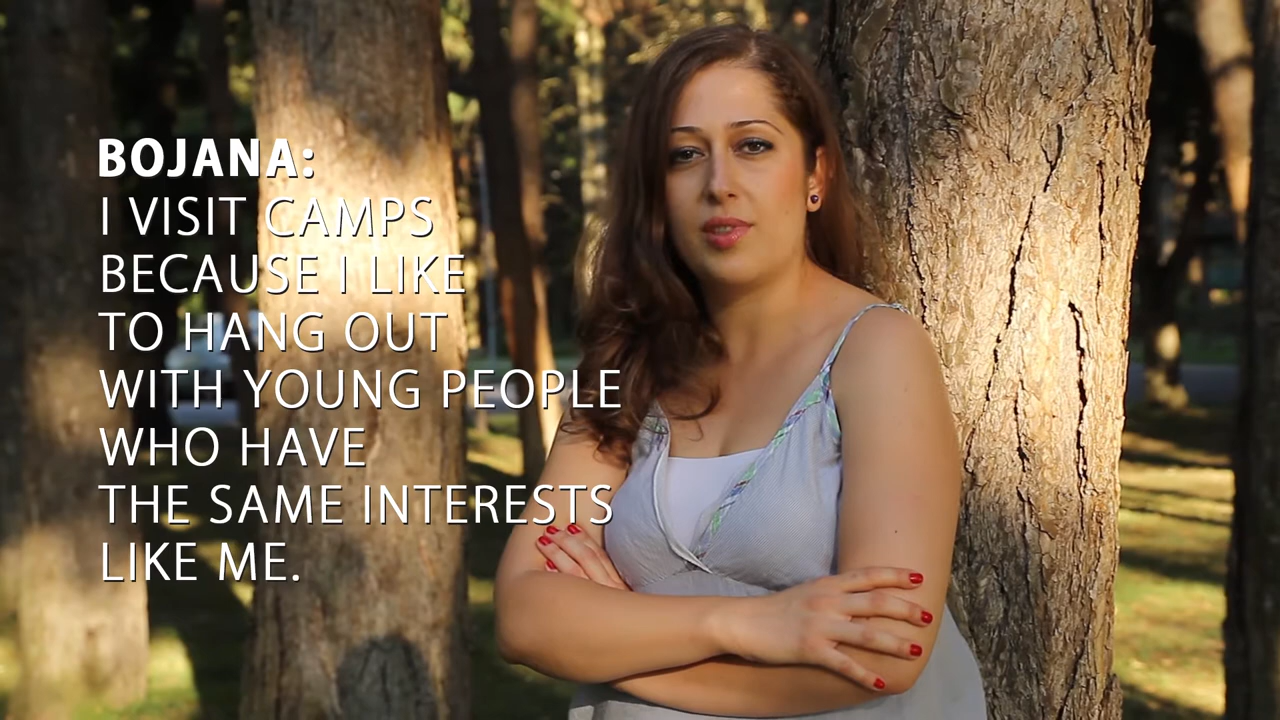 BOJANA:
I VISIT CAMPS
BECAUSE I LIKE
TO HANG OUT
WITH YOUNG PEOPLE
WHO HAVE
THE SAME INTERESTS
LIKE ME.